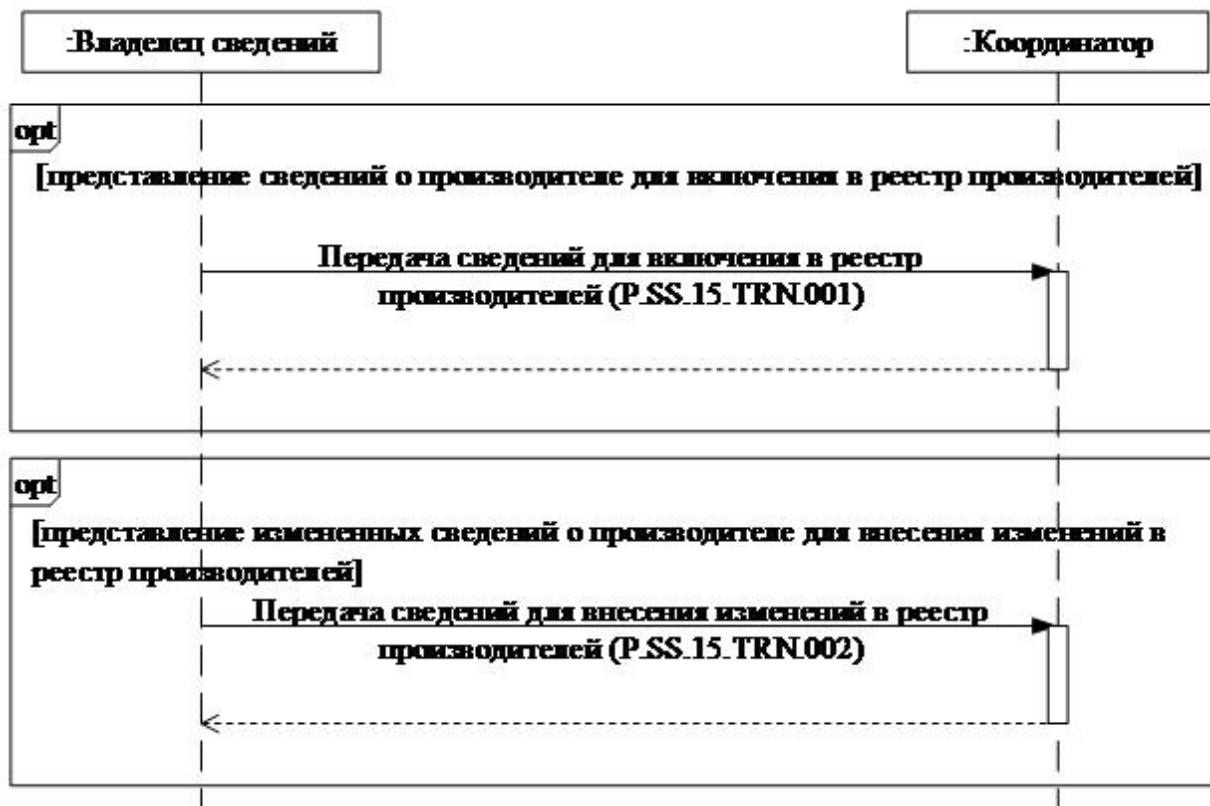 :Владелец сведений
:Координатор
opt
[представление сведений о производителе для включения в реестр производителей]
Передача сведений для включения в реестр
производителей (P.SS.15.TRN.001)
opt
[представление измененных сведений о производителе для внесения изменений в
реестр производителей]
Передача сведений для внесения изменений в реестр
производителей (P.SS.15.TRN.002)